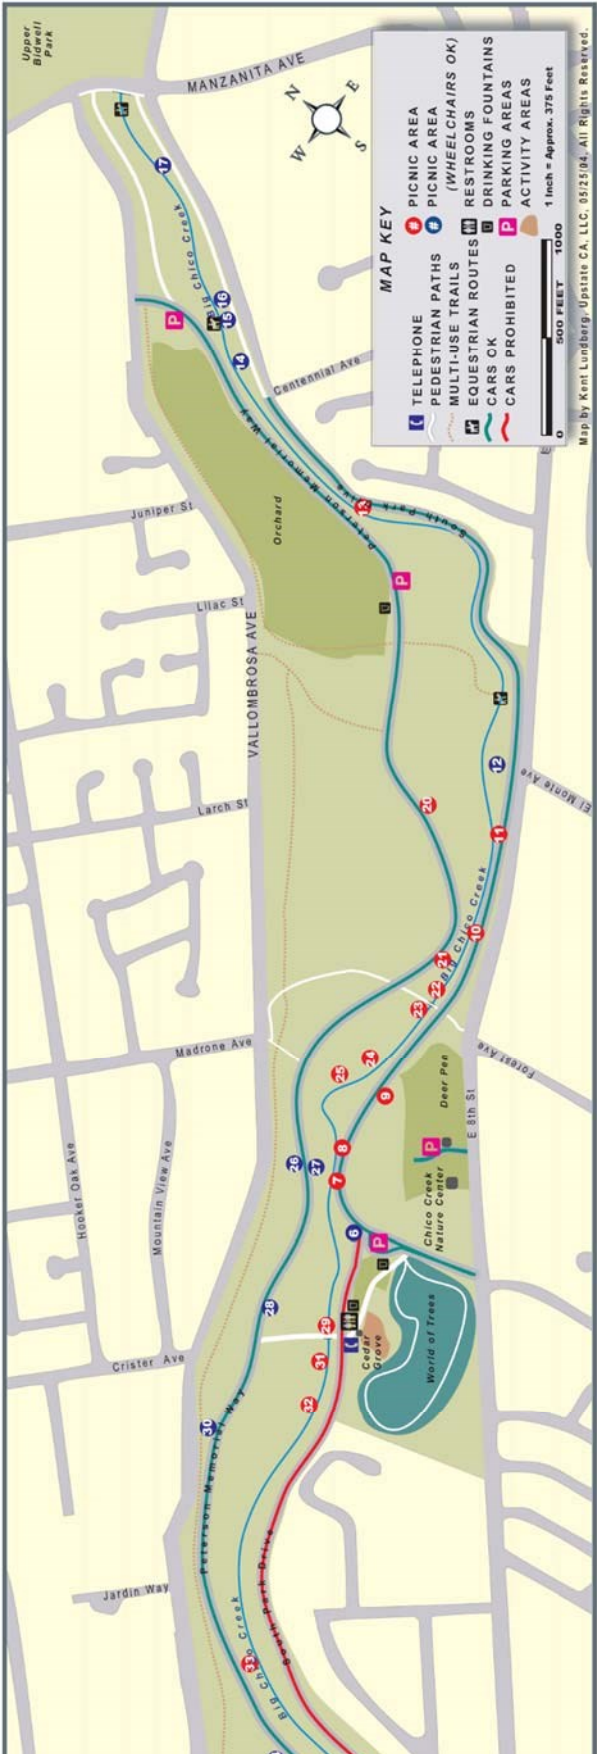 Upper
Bidwell
Park
MANZANITA AVE
N
E
S
W
MAP KEY
TELEPHONE
PEDESTRIAN PATHS
MULTI-USE TRAILS
EQUESTRIAN ROUTES
CARS OK
CARS PROHIBITED
# PICNIC AREA
# PICNIC AREA
(WHEELCHAIRS OK)
RESTROOMS
DRINKING FOUNTAINS
P PARKING AREAS
ACTIVITY AREAS
0 500 FEET 1000
1 Inch = Approx. 375 Feet
Map by Kent Lundberg, Upstate CA, LLC, 05/25/04, All Rights Reserved.
17
Big Chico Creek
16
15
P
14
Centennial Ave
Peterson Memorial Way
Orchard
Juniper St
13
South Park Drive
P
Lilac St
VALLOMBROSA AVE
12
El Monte Ave
Larch St
20
11
Big Chico Creek
10
21
22
23
Madrone Ave
Forest Ave
24
25
9
Deer Pen
E 8th St
Hooker Oak Ave
Mountain View Ave
26
27
8
7
P
Chico Creek
Nature Center
6
P
28
29
31
32
Cedar
Grove
World of Trees
Crister Ave
30
Peterson Memorial Way
South Park Drive
Jardin Way
33
Big Chico Creek